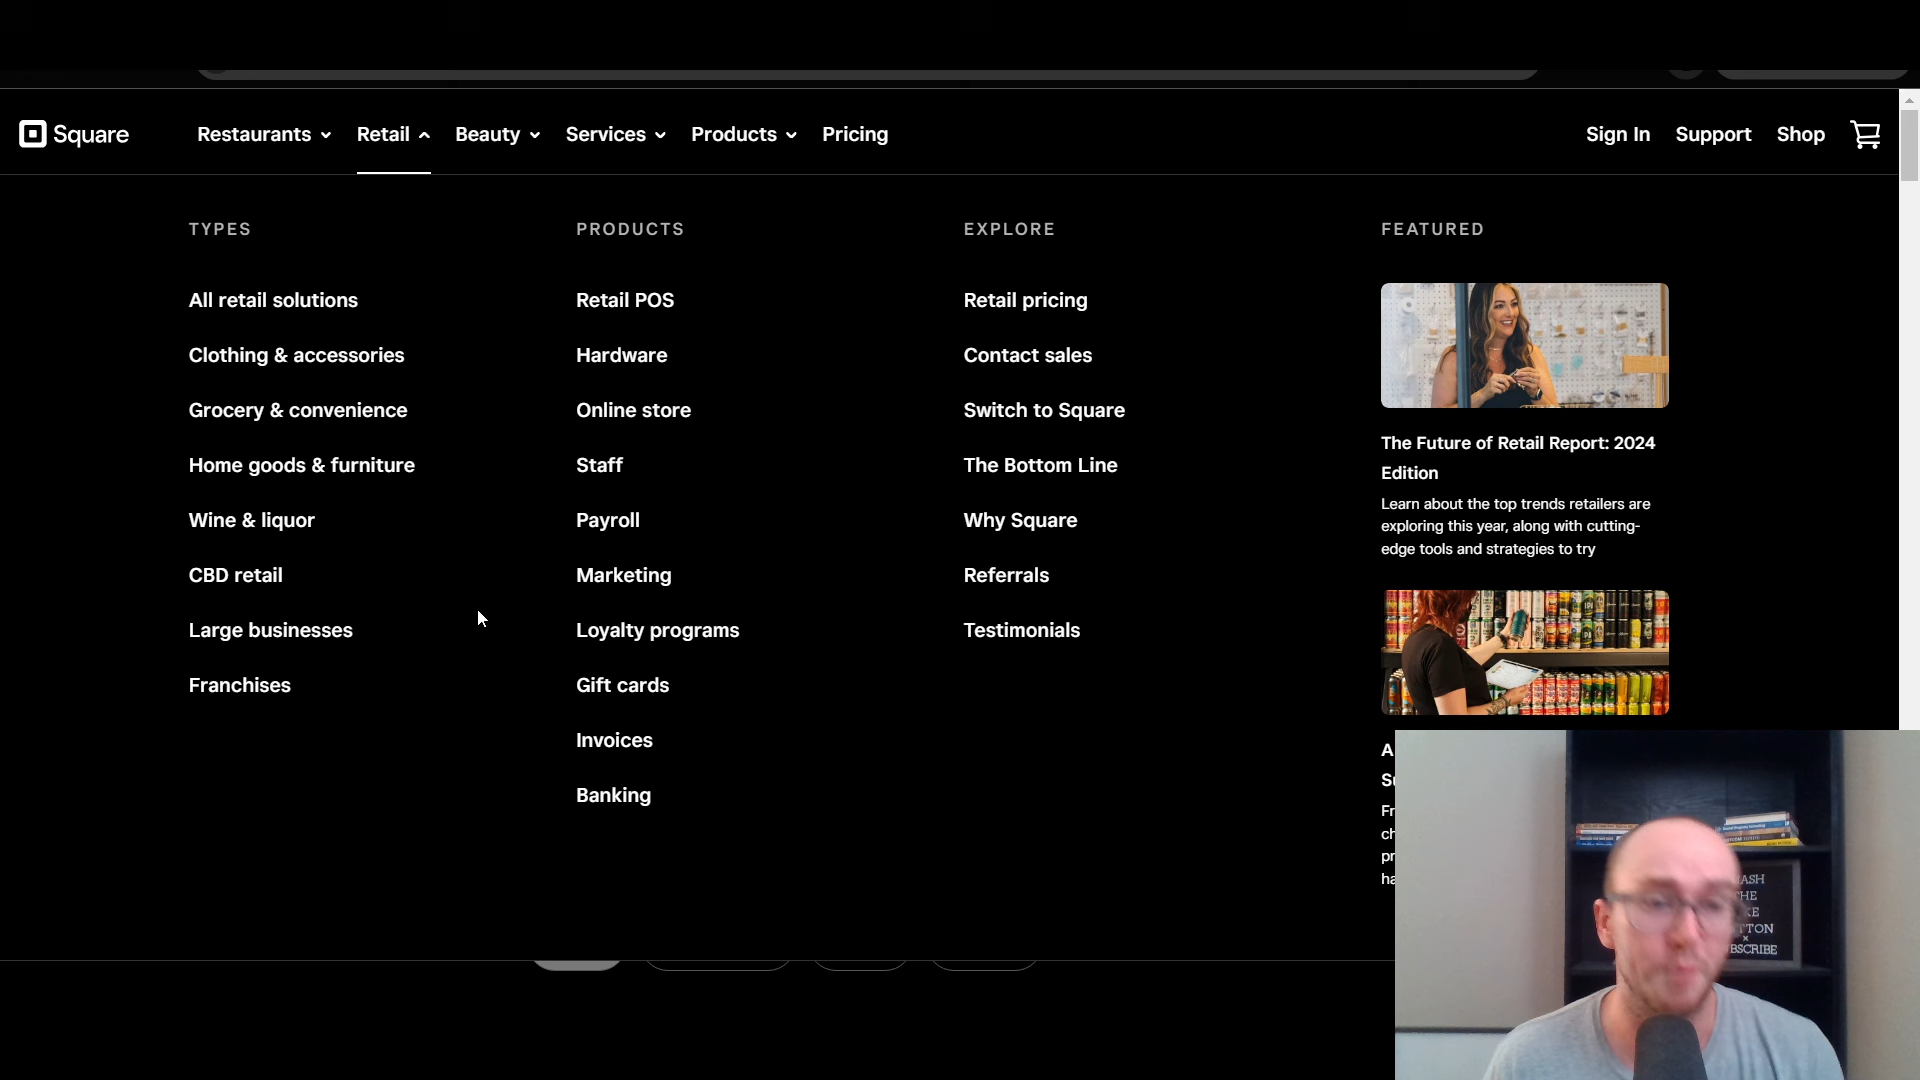 Square
Restaurants
Retail
Beauty
Services
Products
Pricing
Sign In
Support
Shop
TYPES
All retail solutions
Clothing & accessories
Grocery & convenience
Home goods & furniture
Wine & liquor
CBD retail
Large businesses
Franchises
PRODUCTS
Retail POS
Hardware
Online store
Staff
Payroll
Marketing
Loyalty programs
Gift cards
Invoices
Banking
EXPLORE
Retail pricing
Contact sales
Switch to Square
The Bottom Line
Why Square
Referrals
Testimonials
FEATURED
The Future of Retail Report: 2024
Edition
Learn about the top trends retailers are
exploring this year, along with cutting-
edge tools and strategies to try